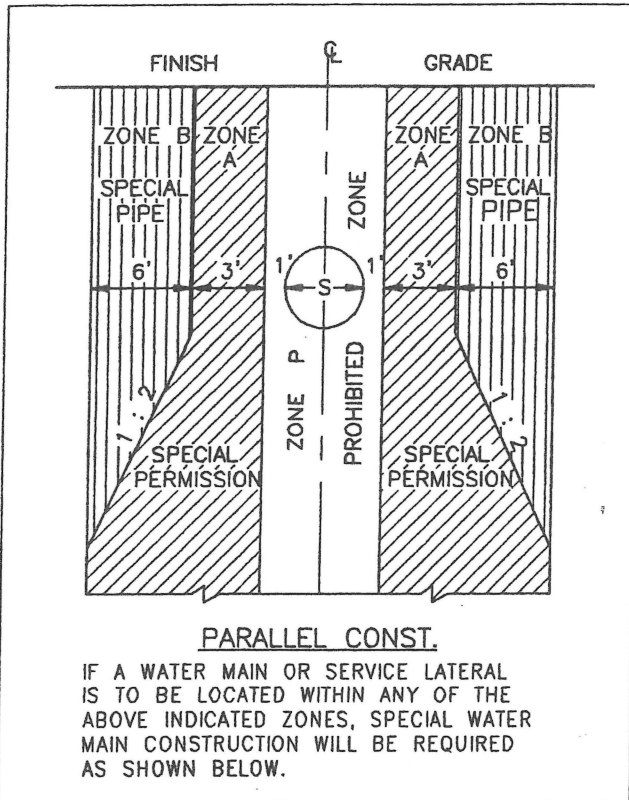 ℄
FINISH GRADE
ZONE B ZONE A
ZONE A ZONE B
SPECIAL PIPE
SPECIAL PIPE
ZONE P
PROHIBITED ZONE
6' 3' 1' S 1' 3' 6'
1 : 2
1 : 2
SPECIAL PERMISSION
SPECIAL PERMISSION
PARALLEL CONST.
IF A WATER MAIN OR SERVICE LATERAL
IS TO BE LOCATED WITHIN ANY OF THE
ABOVE INDICATED ZONES, SPECIAL WATER
MAIN CONSTRUCTION WILL BE REQUIRED
AS SHOWN BELOW.